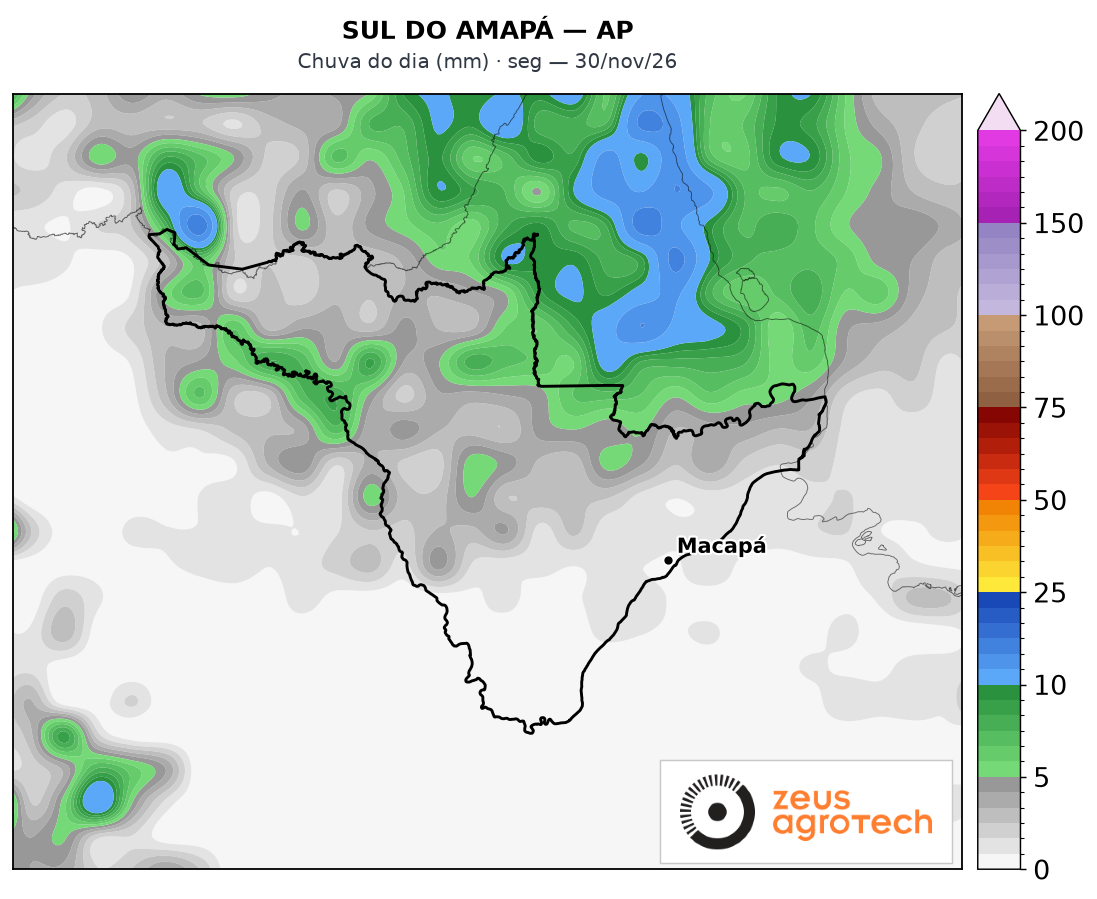 SUL DO AMAPÁ — AP
Chuva do dia (mm) · seg — 30/nov/26
200
150
100
75
50
25
10
5
0
Macapá
zeus
agrotech